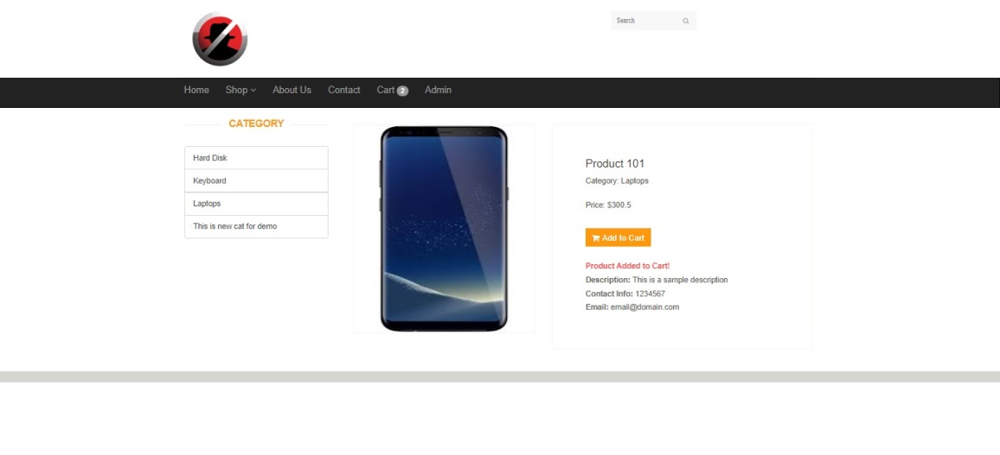 Search
Home Shop About Us Contact Cart 2 Admin
CATEGORY
Hard Disk
Keyboard
Laptops
This is new cat for demo
Product 101
Category: Laptops
Price: $300.5
Add to Cart
Product Added to Cart!
Description: This is a sample description
Contact Info: 1234567
Email: email@domain.com